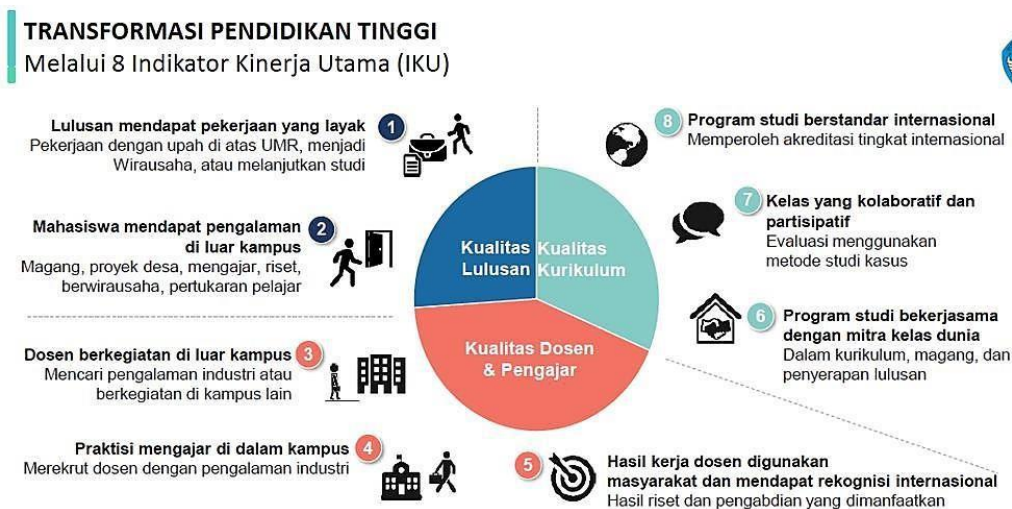 TRANSFORMASI PENDIDIKAN TINGGI
Melalui 8 Indikator Kinerja Utama (IKU)
1
Lulusan mendapat pekerjaan yang layak
Pekerjaan dengan upah di atas UMR, menjadi
Wirausaha, atau melanjutkan studi
2
Mahasiswa mendapat pengalaman
di luar kampus
Magang, proyek desa, mengajar, riset,
berwirausaha, pertukaran pelajar
3
Dosen berkegiatan di luar kampus
Mencari pengalaman industri atau
berkegiatan di kampus lain
4
Praktisi mengajar di dalam kampus
Merekrut dosen dengan pengalaman industri
Kualitas
Lulusan
Kualitas
Kurikulum
Kualitas Dosen
& Pengajar
8
Program studi berstandar internasional
Memperoleh akreditasi tingkat internasional
7
Kelas yang kolaboratif dan
partisipatif
Evaluasi menggunakan
metode studi kasus
6
Program studi bekerjasama
dengan mitra kelas dunia
Dalam kurikulum, magang, dan
penyerapan lulusan
5
Hasil kerja dosen digunakan
masyarakat dan mendapat rekognisi internasional
Hasil riset dan pengabdian yang dimanfaatkan